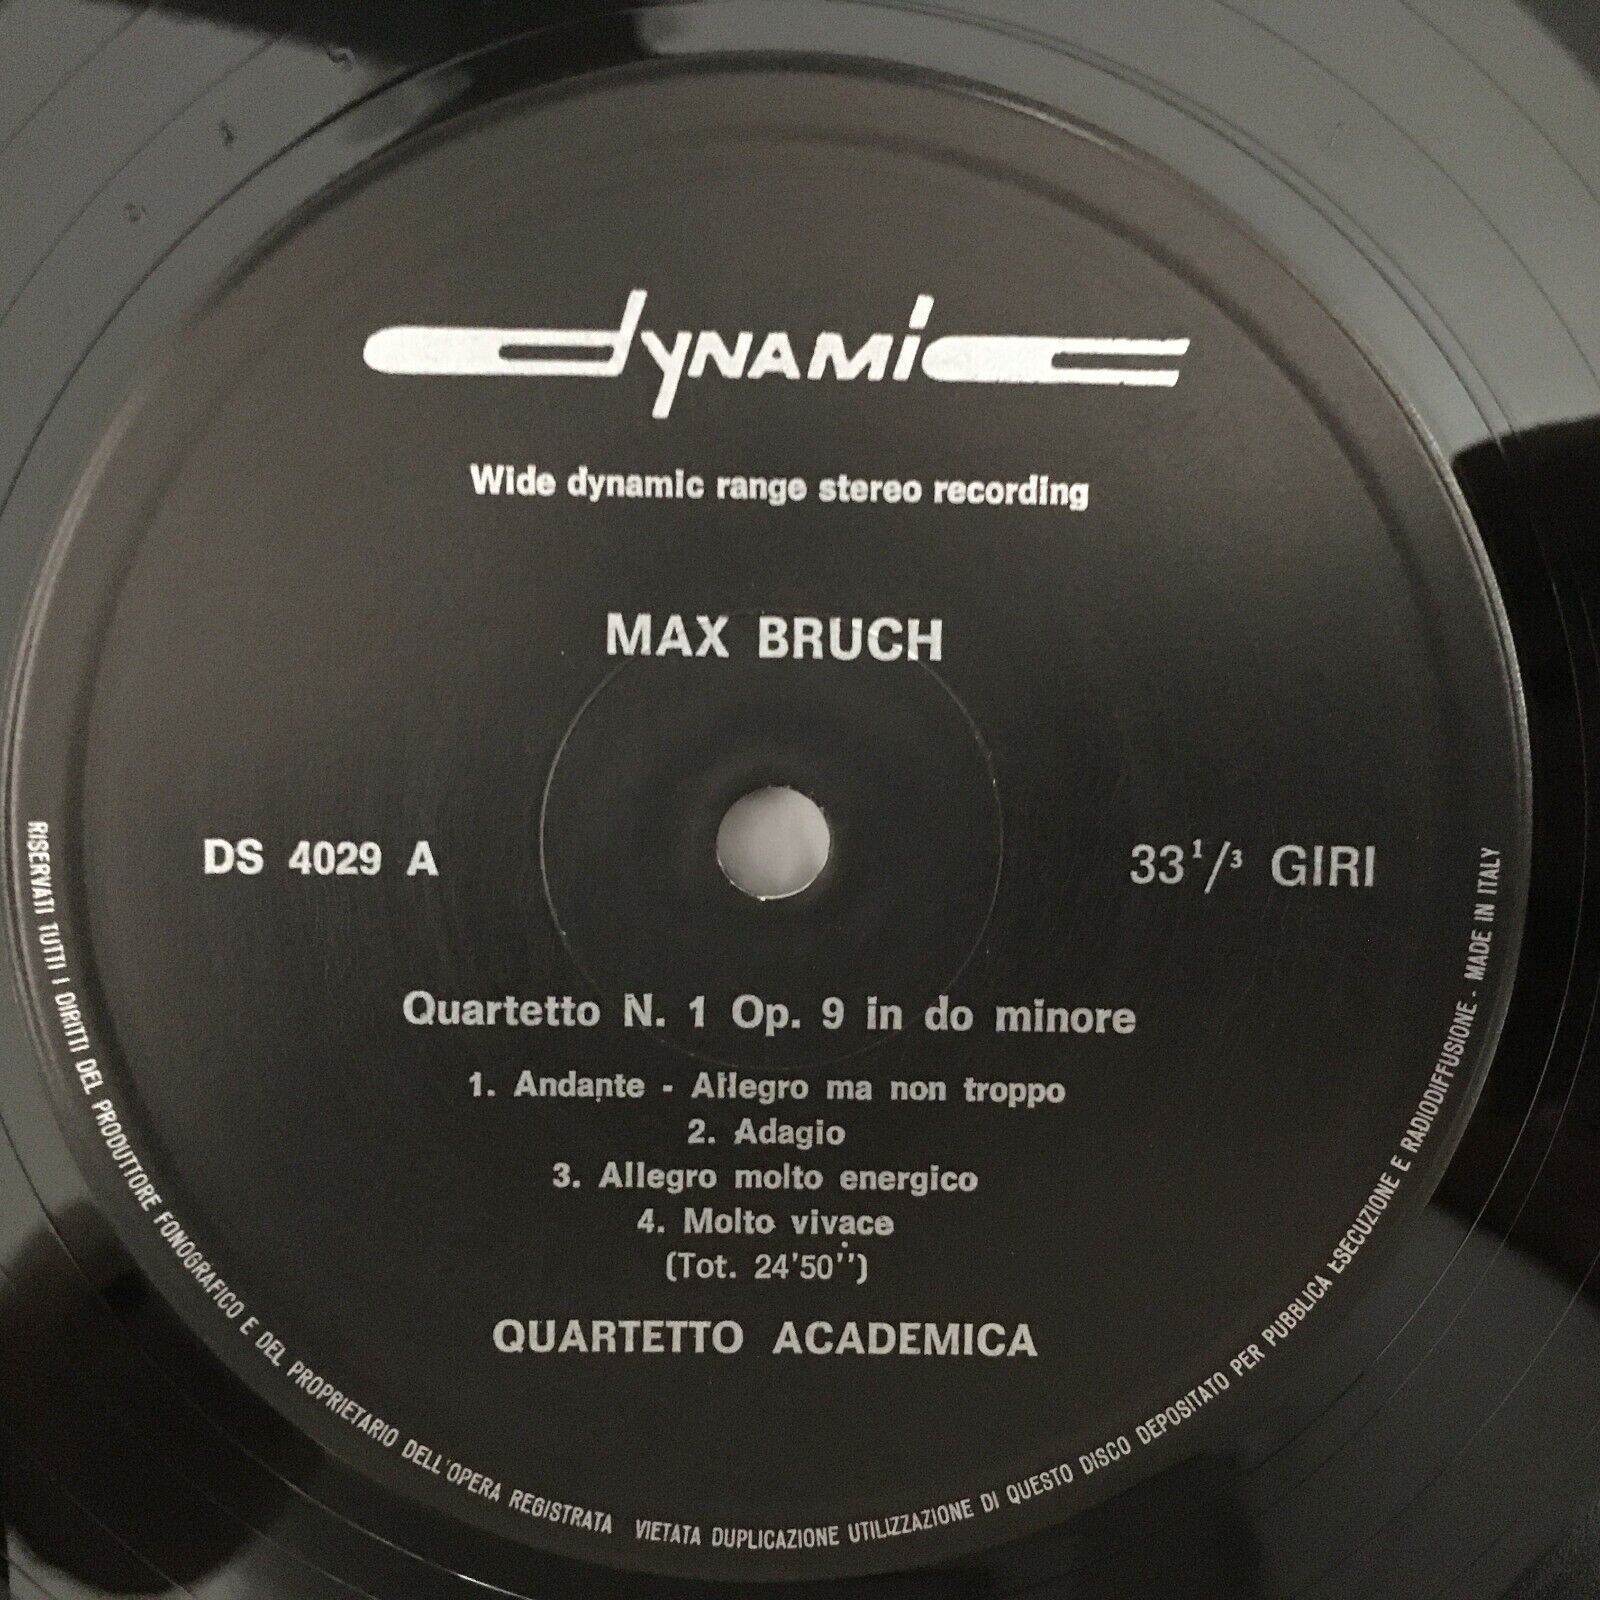 dYNAMiC
Wide dynamic range stereo recording
MAX BRUCH
DS 4029 A
33¹/³ GIRI
Quartetto N. 1 Op. 9 in do minore
1. Andante - Allegro ma non troppo
2. Adagio
3. Allegro molto energico
4. Molto vivace
(Tot. 24'50'')
QUARTETTO ACADEMICA
RISERVATI TUTTI I DIRITTI DEL PRODUTTORE FONOGRAFICO E DEL PROPRIETARIO DELL'OPERA REGISTRATA VIETATA DUPLICAZIONE UTILIZZAZIONE DI QUESTO DISCO DEPOSITATO PER PUBBLICA ESECUZIONE E RADIODIFFUSIONE. MADE IN ITALY